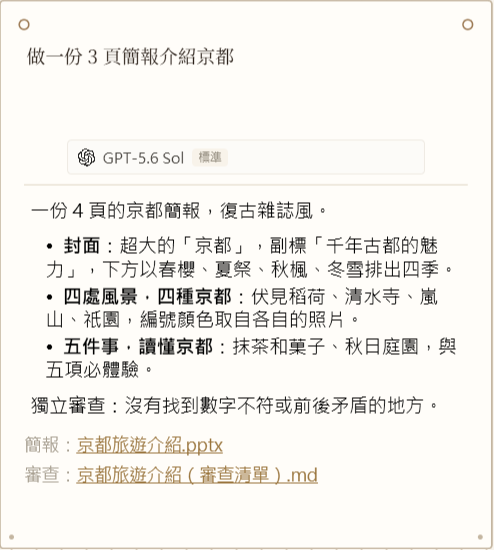 做一份 3 頁簡報介紹京都
GPT-5.6 Sol 標準
一份 4 頁的京都簡報，復古雜誌風。
• 封面：超大的「京都」，副標「千年古都的魅
力」，下方以春櫻、夏祭、秋楓、冬雪排出四季。
• 四處風景，四種京都：伏見稻荷、清水寺、嵐
山、祇園，編號顏色取自各自的照片。
• 五件事，讀懂京都：抹茶和菓子、秋日庭園，與
五項必體驗。
獨立審查：沒有找到數字不符或前後矛盾的地方。
簡報：京都旅遊介紹.pptx
審查：京都旅遊介紹（審查清單）.md